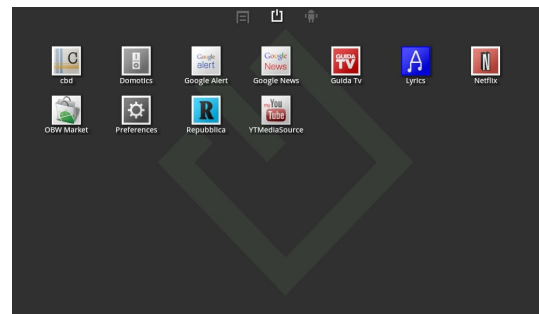 C
Google
alert
Google
News
GUIDA
TV
A
N
cbd
Domotics
Google Alert
Google News
Guida Tv
Lyrics
Netflix
R
my You
Tube
OBW Market
Preferences
Repubblica
YTMediaSource